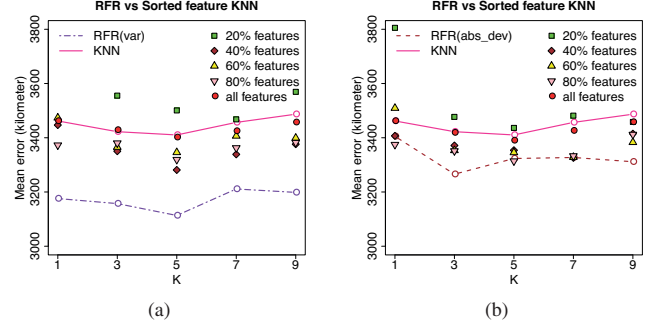 RFR vs Sorted feature KNN
RFR(var)
KNN
20% features
40% features
60% features
80% features
all features
Mean error (kilometer)
3000 3200 3400 3600 3800
1 3 5 7 9
K
(a)
RFR vs Sorted feature KNN
RFR(abs_dev)
KNN
20% features
40% features
60% features
80% features
all features
Mean error (kilometer)
3000 3200 3400 3600 3800
1 3 5 7 9
K
(b)